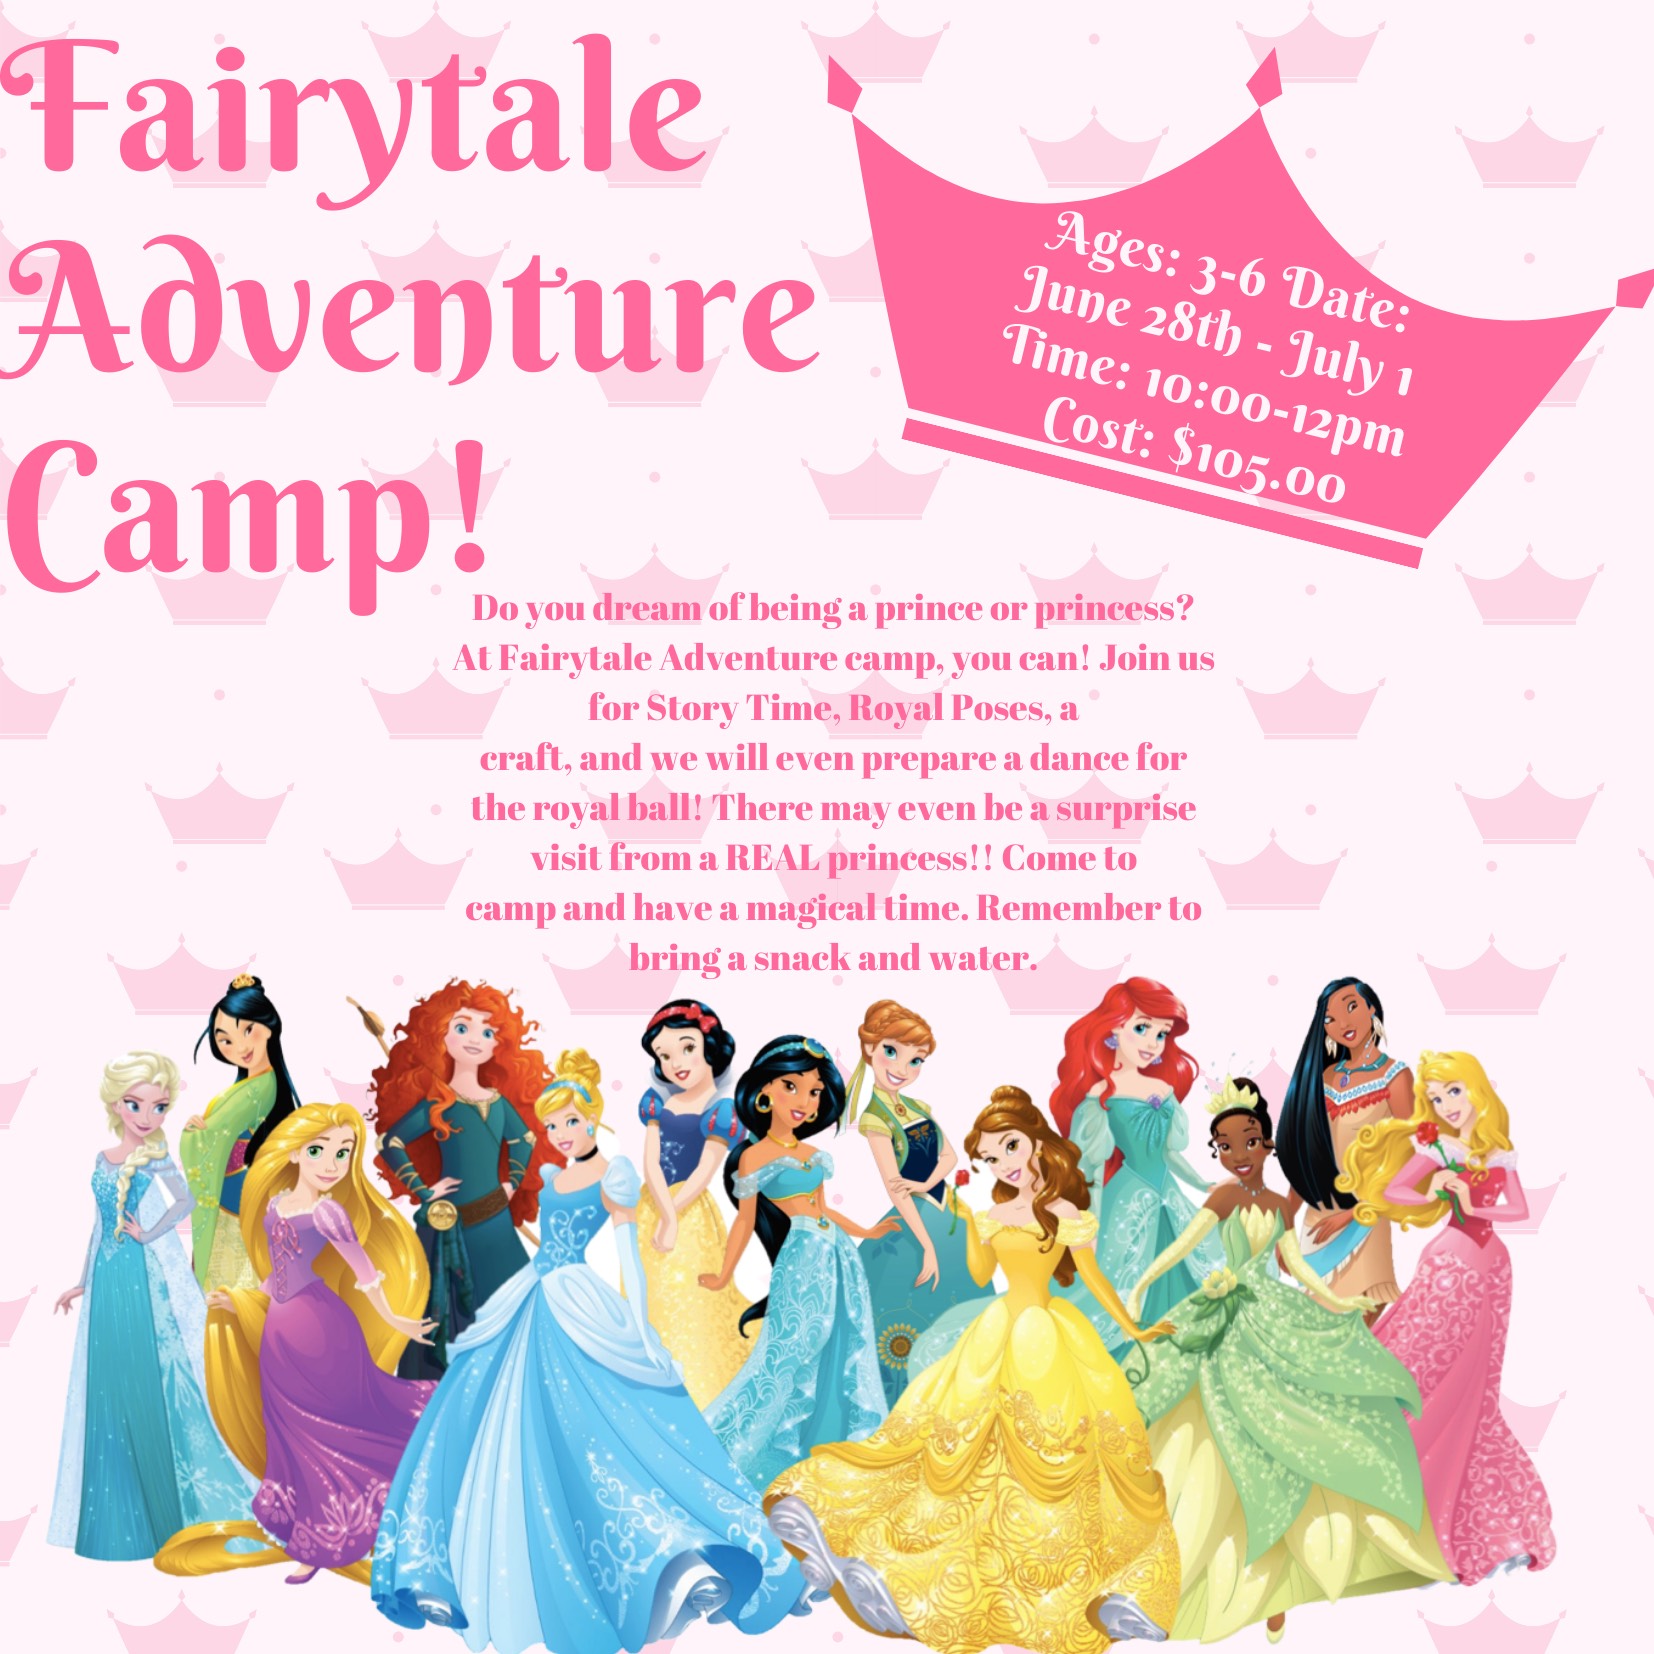 Fairytale
Adventure
Camp!
Ages: 3-6 Date:
June 28th - July 1
Time: 10:00-12pm
Cost: $105.00
Do you dream of being a prince or princess?
At Fairytale Adventure camp, you can! Join us
for Story Time, Royal Poses, a
craft, and we will even prepare a dance for
the royal ball! There may even be a surprise
visit from a REAL princess!! Come to
camp and have a magical time. Remember to
bring a snack and water.